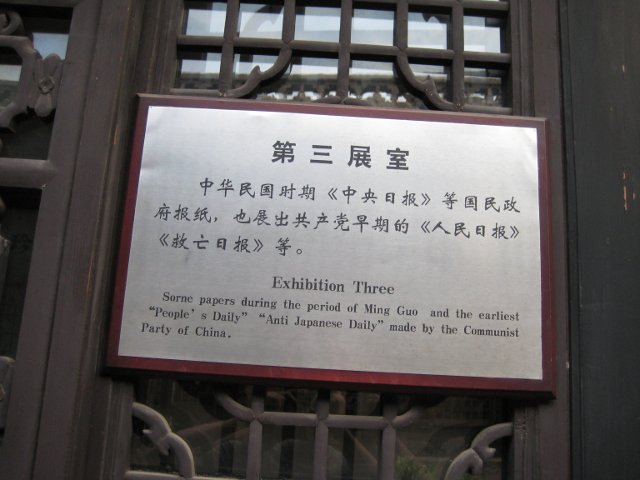 第三展室
中华民国时期《中央日报》等国民政
府报纸，也展出共产党早期的《人民日报》
《救亡日报》等。
Exhibition Three
Sorne papers during the period of Ming Guo and the earliest
“People’s Daily” “Anti Japanese Daily” made by the Communist
Party of China.